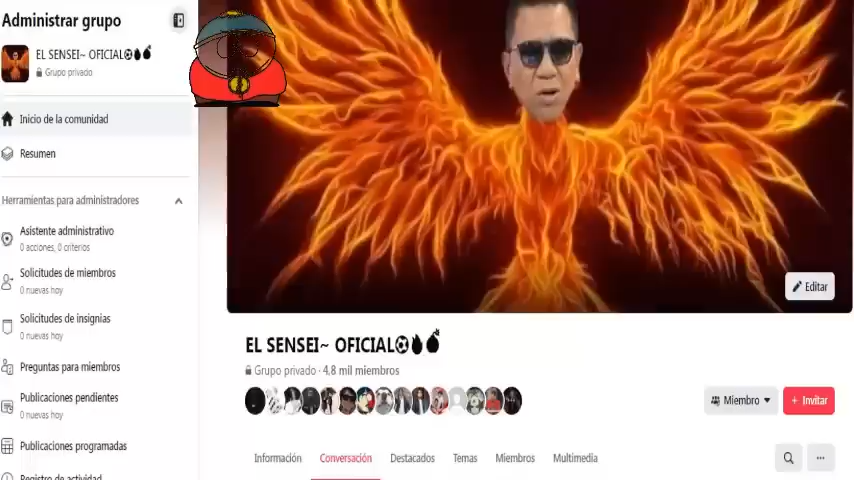 Administrar grupo
EL SENSEI~ OFICIAL⚽🔥💣
Grupo privado
Inicio de la comunidad
Resumen
Herramientas para administradores
Asistente administrativo
0 acciones, 0 criterios
Solicitudes de miembros
0 nuevas hoy
Solicitudes de insignias
0 nuevas hoy
Preguntas para miembros
Publicaciones pendientes
0 nuevas hoy
Publicaciones programadas
Registro de actividad
Editar
EL SENSEI~ OFICIAL⚽🔥💣
Grupo privado · 4,8 mil miembros
Miembro
+ Invitar
Información Conversación Destacados Temas Miembros Multimedia